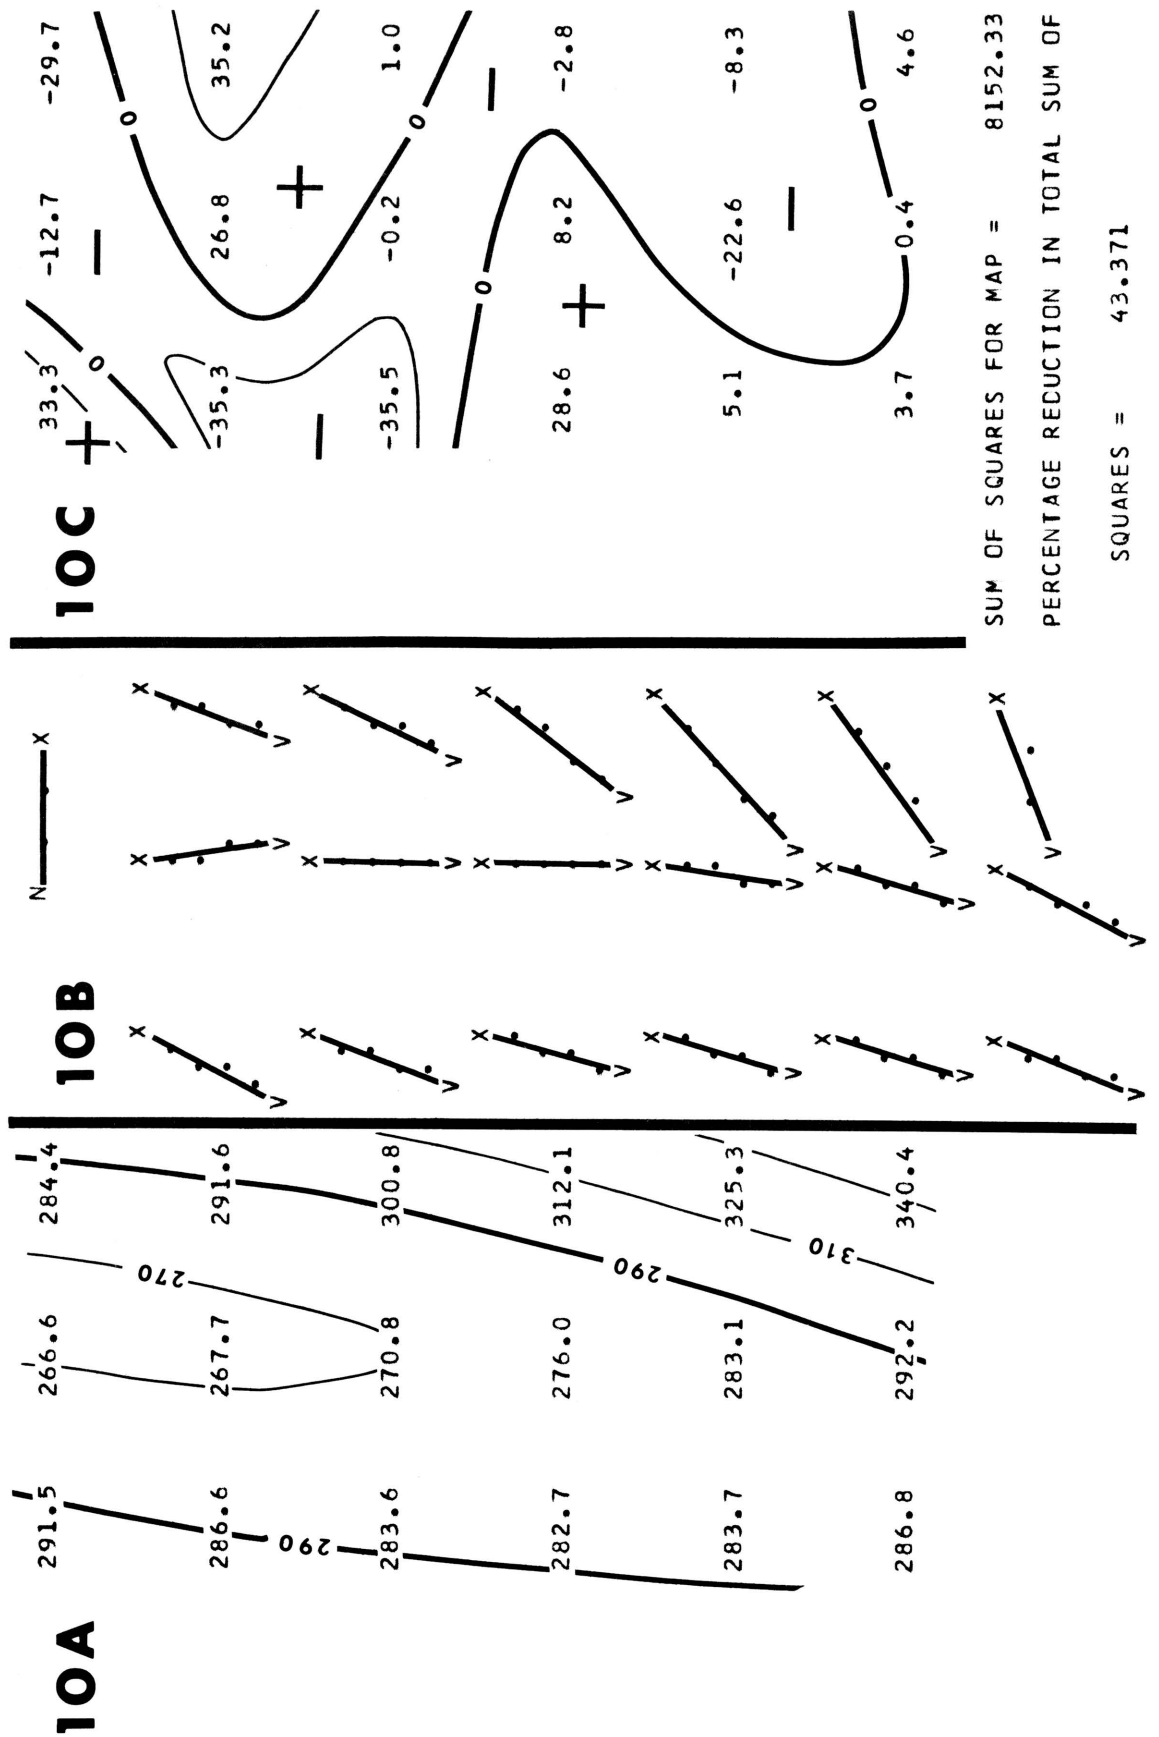 10A
291.5 266.6 284.4
270
286.6 267.7 291.6
290
283.6 270.8 300.8
282.7 276.0 312.1
290
283.7 283.1 325.3
310
286.8 292.2 340.4
10B
N X
X X X
X X X
X X X
X X X
X X X
X X X
10C
33.3 -12.7 -29.7
+ 0 - 0
-35.3 26.8 35.2
- +
-35.5 -0.2 1.0
0
0 -
28.6 8.2 -2.8
+
5.1 -22.6 -8.3
-
0
3.7 0.4 4.6
SUM OF SQUARES FOR MAP = 8152.33
PERCENTAGE REDUCTION IN TOTAL SUM OF
SQUARES = 43.371